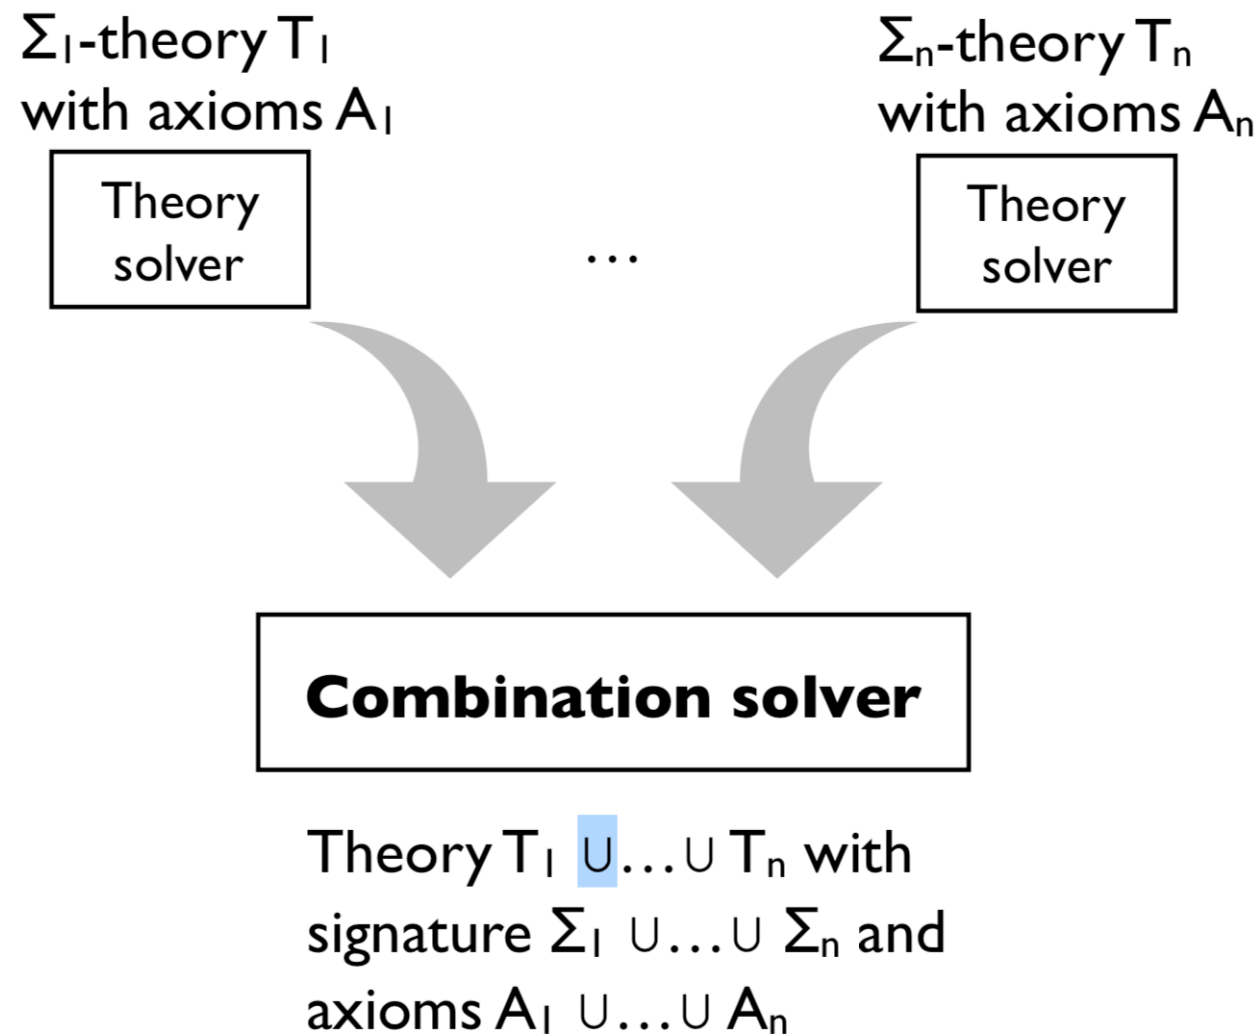 Σ₁-theory T₁
with axioms A₁
Theory
solver
…
Σₙ-theory Tₙ
with axioms Aₙ
Theory
solver
Combination solver
Theory T₁ ∪…∪ Tₙ with
signature Σ₁ ∪…∪ Σₙ and
axioms A₁ ∪…∪ Aₙ